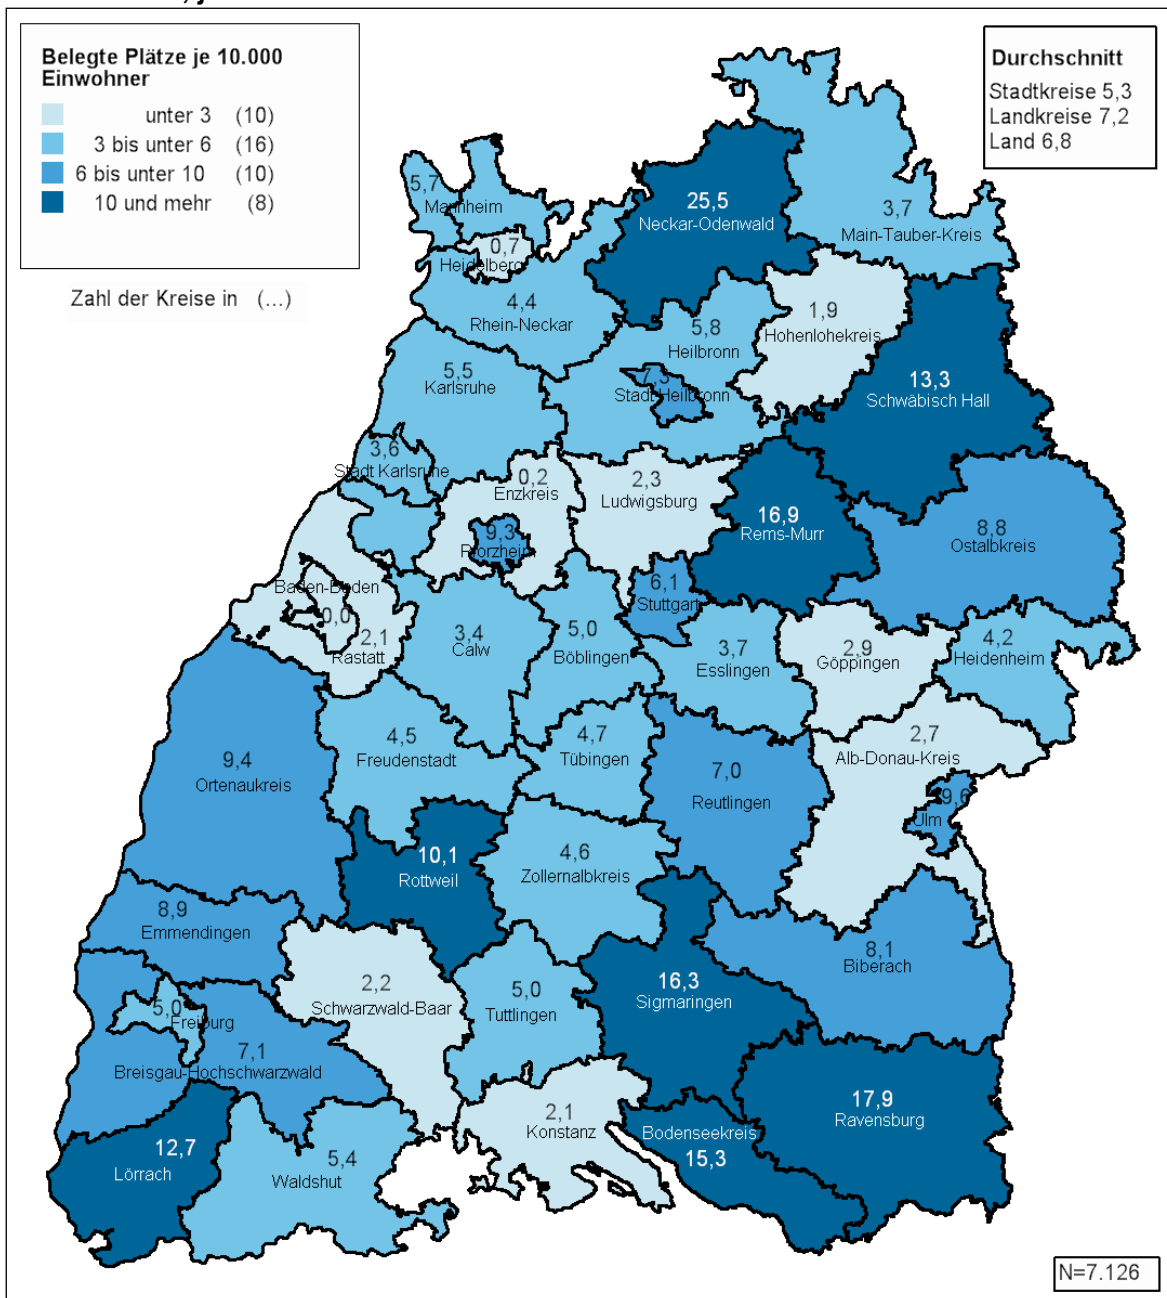 Belegte Plätze je 10.000
Einwohner
unter 3 (10)
3 bis unter 6 (16)
6 bis unter 10 (10)
10 und mehr (8)
Zahl der Kreise in (...)
Durchschnitt
Stadtkreise 5,3
Landkreise 7,2
Land 6,8
5,7
Mannheim
25,5
Neckar-Odenwald
3,7
Main-Tauber-Kreis
0,7
Heidelberg
4,4
Rhein-Neckar
5,8
Heilbronn
1,9
Hohenlohekreis
5,5
Karlsruhe
7,3
Stadt Heilbronn
13,3
Schwäbisch Hall
3,6
Stadt Karlsruhe
0,2
Enzkreis
2,3
Ludwigsburg
16,9
Rems-Murr
8,8
Ostalbkreis
9,3
Pforzheim
6,1
Stuttgart
Baden-Baden
0,0
2,1
Rastatt
3,4
Calw
5,0
Böblingen
3,7
Esslingen
2,9
Göppingen
4,2
Heidenheim
9,4
Ortenaukreis
4,5
Freudenstadt
4,7
Tübingen
7,0
Reutlingen
2,7
Alb-Donau-Kreis
9,6
Ulm
10,1
Rottweil
4,6
Zollernalbkreis
8,9
Emmendingen
8,1
Biberach
2,2
Schwarzwald-Baar
5,0
Tuttlingen
16,3
Sigmaringen
5,0
Freiburg
7,1
Breisgau-Hochschwarzwald
17,9
Ravensburg
2,1
Konstanz
Bodenseekreis
15,3
12,7
Lörrach
5,4
Waldshut
N=7.126